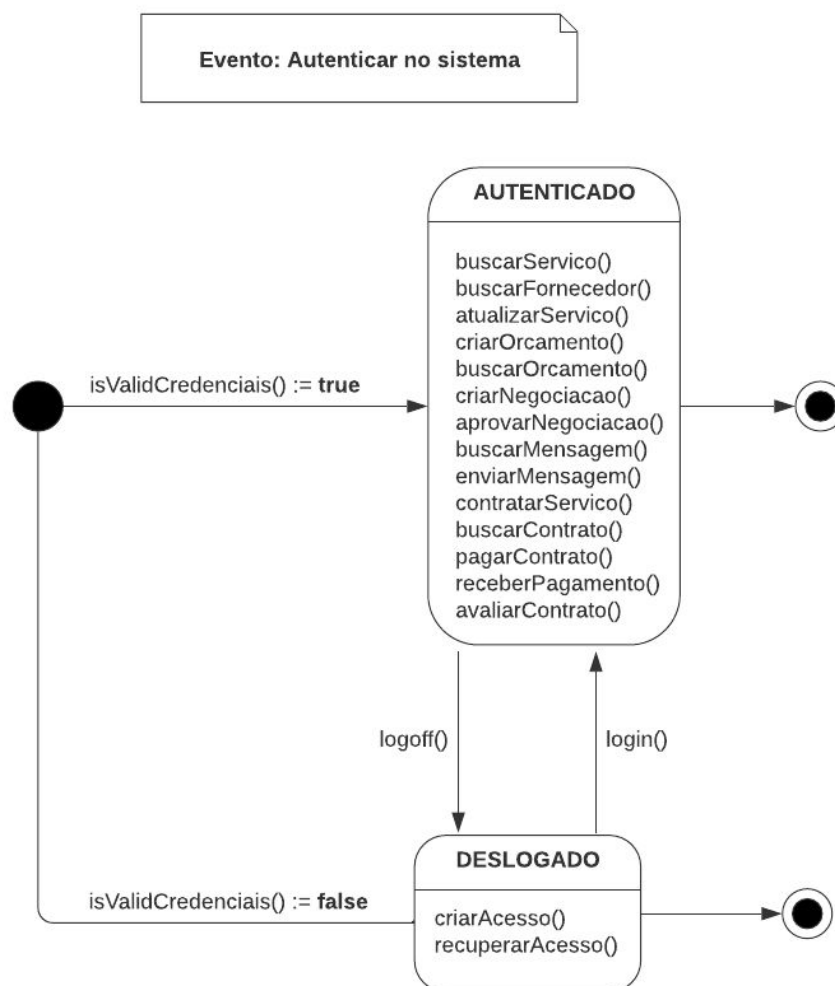 Evento: Autenticar no sistema
AUTENTICADO
buscarServico()
buscarFornecedor()
atualizarServico()
criarOrcamento()
buscarOrcamento()
criarNegociacao()
aprovarNegociacao()
buscarMensagem()
enviarMensagem()
contratarServico()
buscarContrato()
pagarContrato()
receberPagamento()
avaliarContrato()
isValidCredenciais() := true
logoff()
login()
DESLOGADO
isValidCredenciais() := false
criarAcesso()
recuperarAcesso()